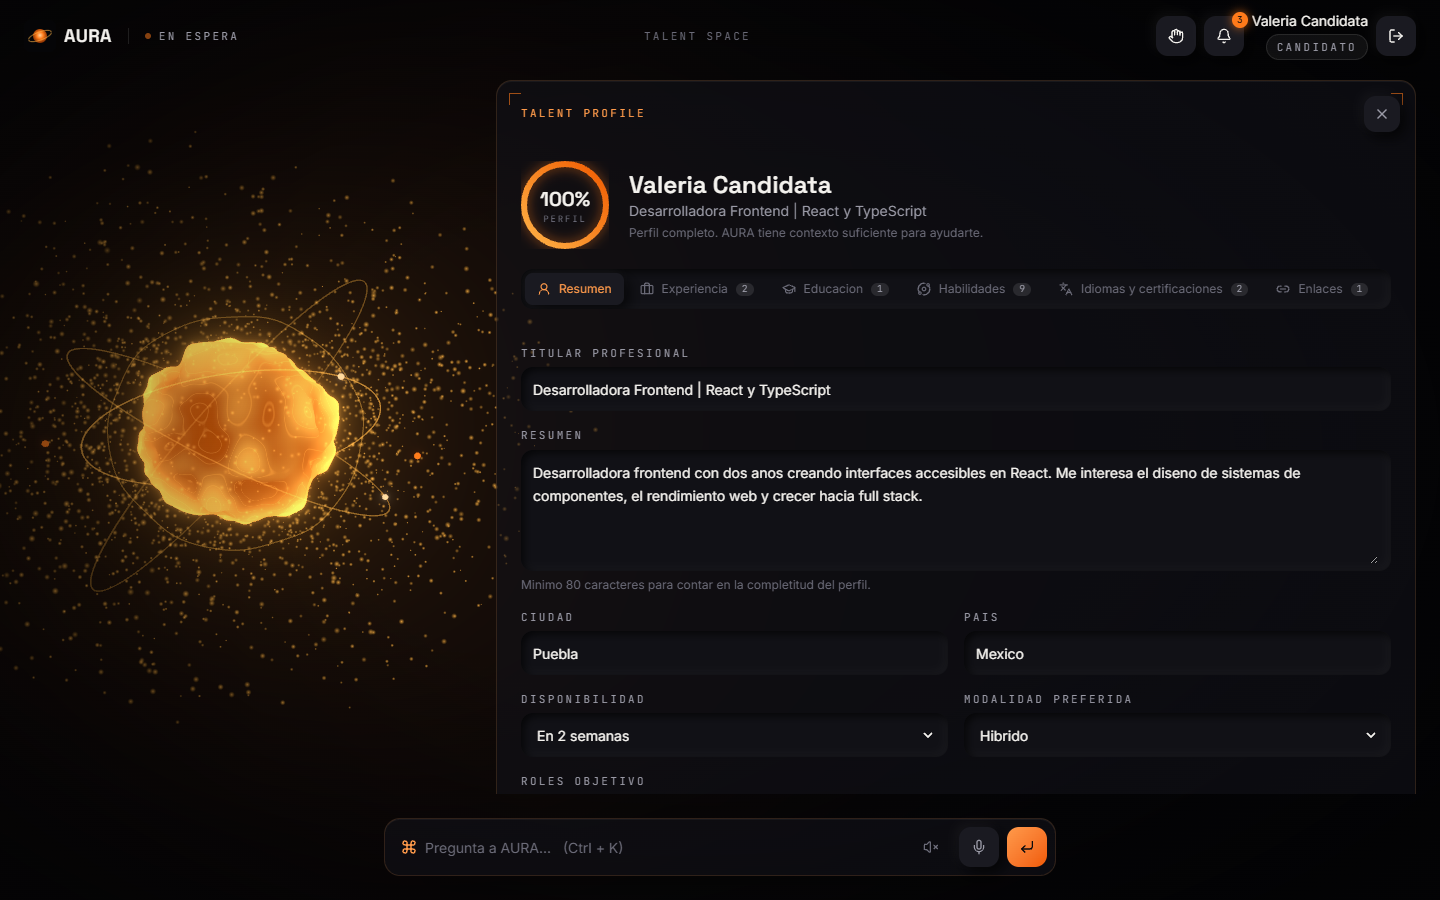 AURA
EN ESPERA
TALENT SPACE
3
Valeria Candidata
CANDIDATO
TALENT PROFILE
100%
PERFIL
Valeria Candidata
Desarrolladora Frontend | React y TypeScript
Perfil completo. AURA tiene contexto suficiente para ayudarte.
Resumen
Experiencia 2
Educacion 1
Habilidades 9
Idiomas y certificaciones 2
Enlaces 1
TITULAR PROFESIONAL
Desarrolladora Frontend | React y TypeScript
RESUMEN
Desarrolladora frontend con dos anos creando interfaces accesibles en React. Me interesa el diseno de sistemas de
componentes, el rendimiento web y crecer hacia full stack.
Minimo 80 caracteres para contar en la completitud del perfil.
CIUDAD
Puebla
PAIS
Mexico
DISPONIBILIDAD
En 2 semanas
MODALIDAD PREFERIDA
Hibrido
ROLES OBJETIVO
Pregunta a AURA... (Ctrl + K)